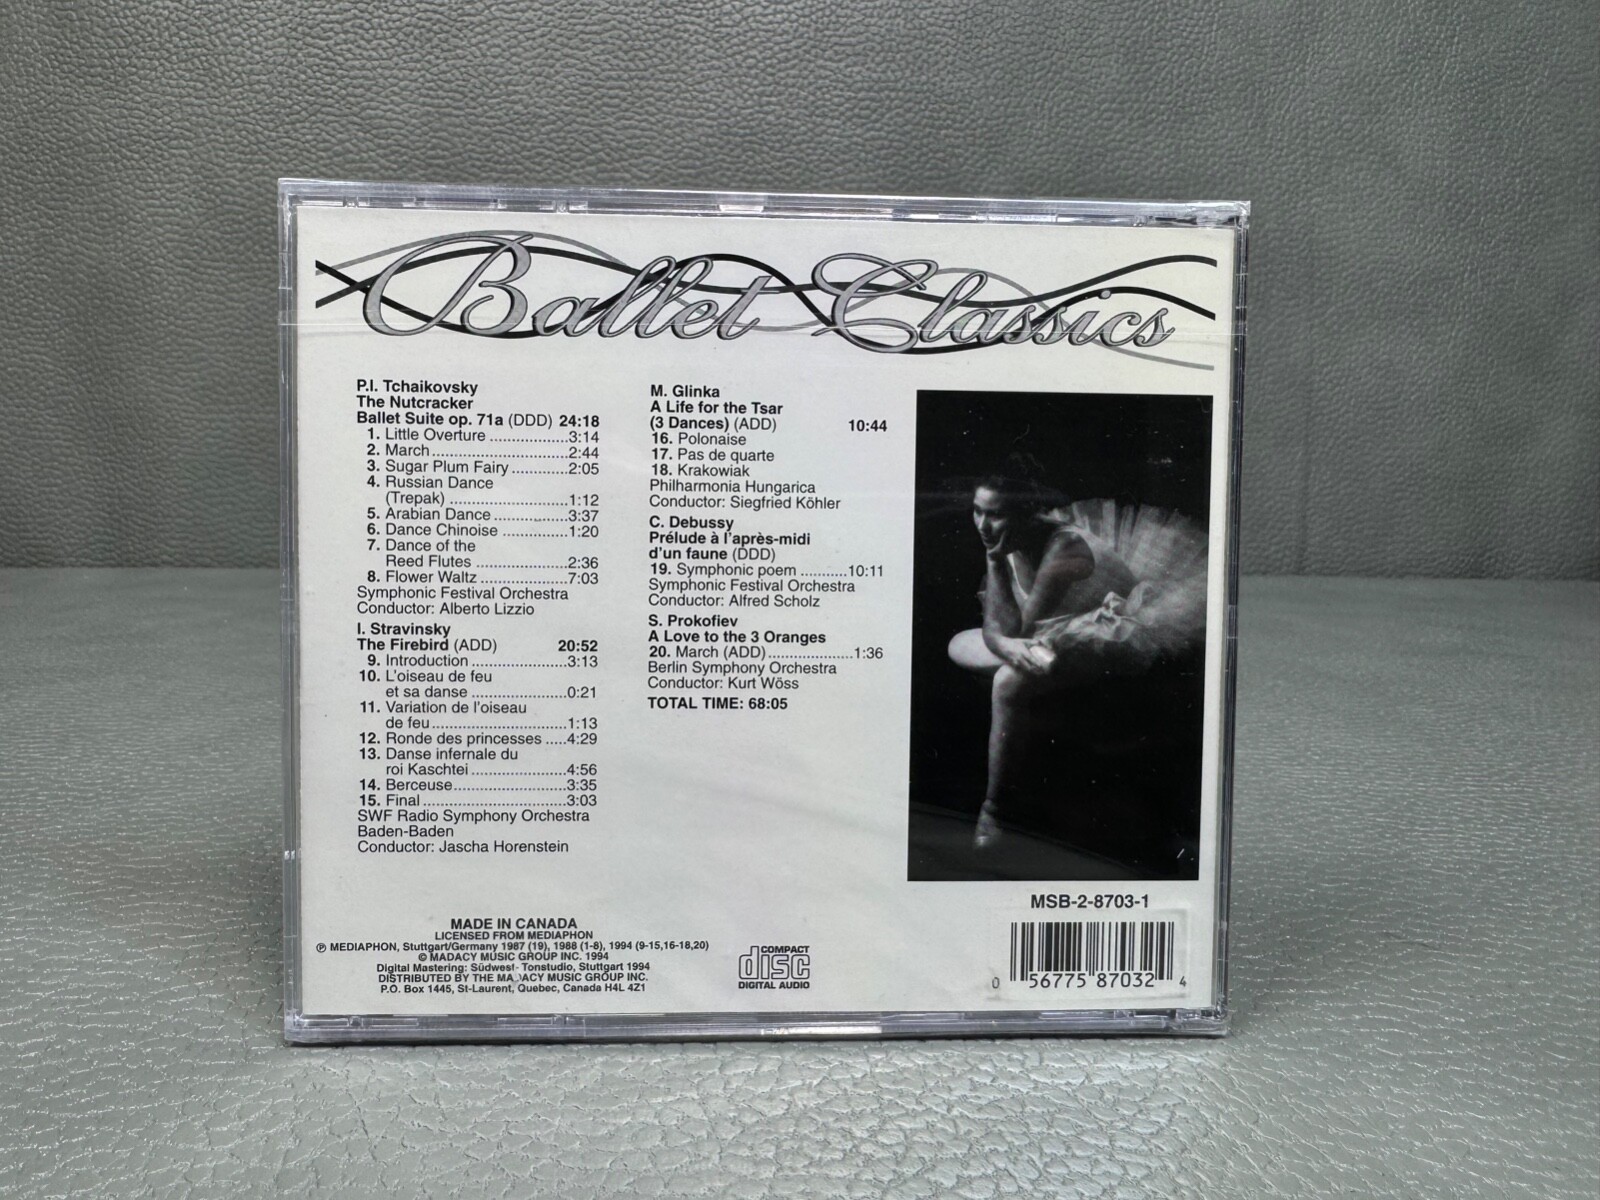 Ballet Classics
P.I. Tchaikovsky
The Nutcracker
Ballet Suite op. 71a (DDD) 24:18
1. Little Overture ..................3:14
2. March................................2:44
3. Sugar Plum Fairy .............2:05
4. Russian Dance
(Trepak) ...........................1:12
5. Arabian Dance .................3:37
6. Dance Chinoise ...............1:20
7. Dance of the
Reed Flutes .....................2:36
8. Flower Waltz ....................7:03
Symphonic Festival Orchestra
Conductor: Alberto Lizzio
I. Stravinsky
The Firebird (ADD) 20:52
9. Introduction ......................3:13
10. L'oiseau de feu
et sa danse ......................0:21
11. Variation de l'oiseau
de feu...............................1:13
12. Ronde des princesses .....4:29
13. Danse infernale du
roi Kaschtei ......................4:56
14. Berceuse..........................3:35
15. Final .................................3:03
SWF Radio Symphony Orchestra
Baden-Baden
Conductor: Jascha Horenstein
M. Glinka
A Life for the Tsar
(3 Dances) (ADD) 10:44
16. Polonaise
17. Pas de quarte
18. Krakowiak
Philharmonia Hungarica
Conductor: Siegfried Köhler
C. Debussy
Prélude à l'après-midi
d'un faune (DDD)
19. Symphonic poem ...........10:11
Symphonic Festival Orchestra
Conductor: Alfred Scholz
S. Prokofiev
A Love to the 3 Oranges
20. March (ADD)....................1:36
Berlin Symphony Orchestra
Conductor: Kurt Wöss
TOTAL TIME: 68:05
MADE IN CANADA
LICENSED FROM MEDIAPHON
℗ MEDIAPHON, Stuttgart/Germany 1987 (19), 1988 (1-8), 1994 (9-15,16-18,20)
© MADACY MUSIC GROUP INC. 1994
Digital Mastering: Südwest- Tonstudio, Stuttgart 1994
DISTRIBUTED BY THE MADACY MUSIC GROUP INC.
P.O. Box 1445, St-Laurent, Quebec, Canada H4L 4Z1
COMPACT
disc
DIGITAL AUDIO
MSB-2-8703-1
0 56775 87032 4